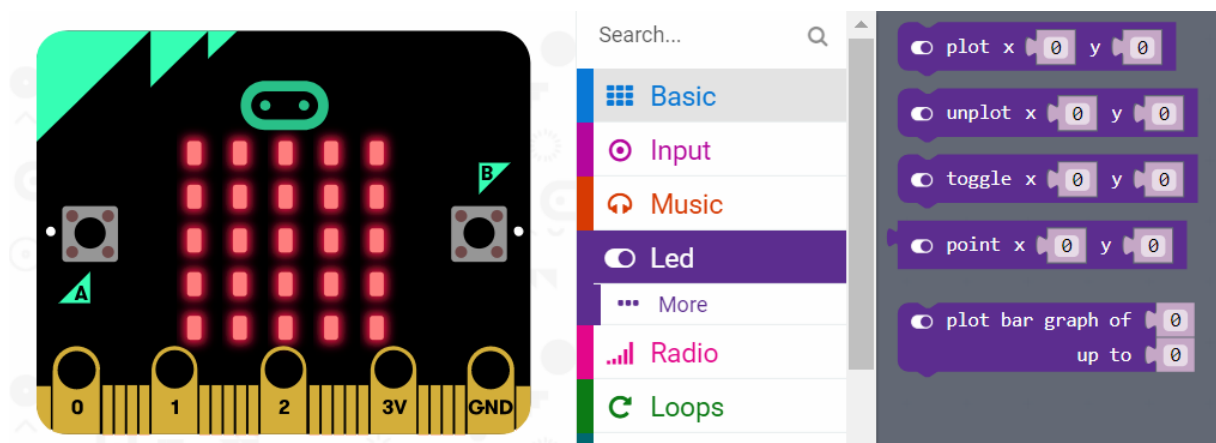 B
A
0 1 2 3V GND
Search...
Basic
Input
Music
Led
More
Radio
Loops
plot x 0 y 0
unplot x 0 y 0
toggle x 0 y 0
point x 0 y 0
plot bar graph of 0
up to 0